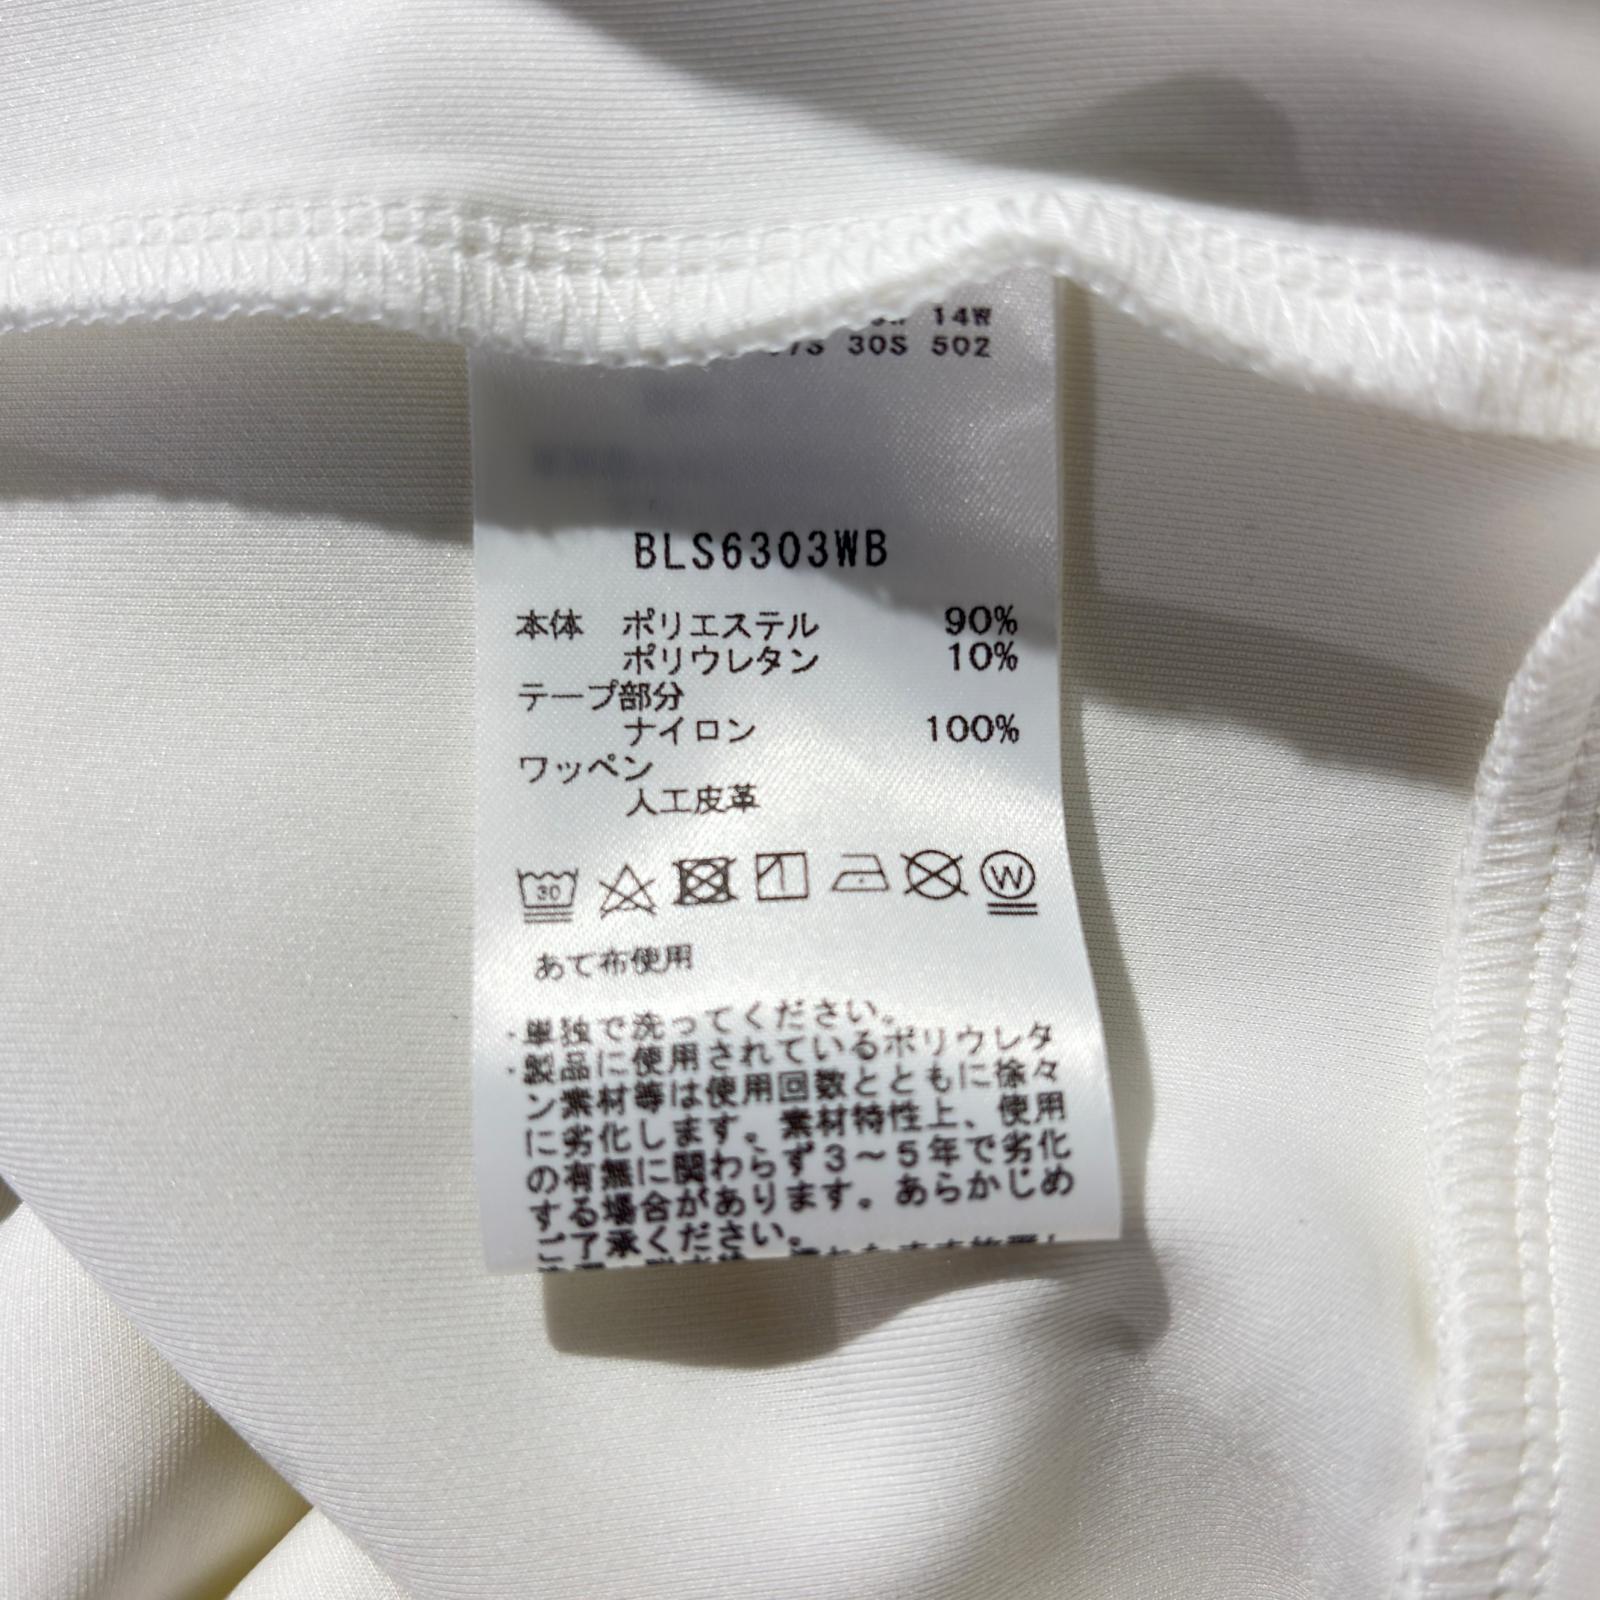 14W
30S 502
BLS6303WB
本体 ポリエステル 90%
ポリウレタン 10%
テープ部分
ナイロン 100%
ワッペン
人工皮革
30 W
あて布使用
・単独で洗ってください。
・製品に使用されているポリウレタ
ン素材等は使用回数とともに徐々
に劣化します。素材特性上、使用
の有無に関わらず3～5年で劣化
する場合があります。あらかじめ
ご了承ください。